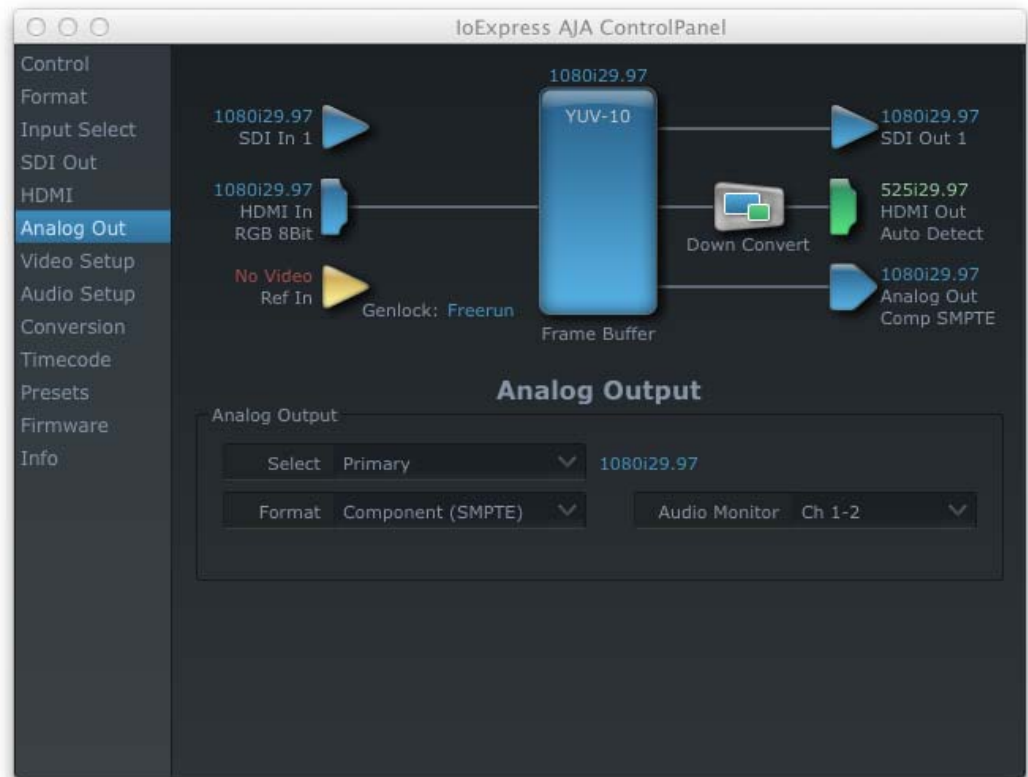 IoExpress AJA ControlPanel
Control
Format
Input Select
SDI Out
HDMI
Analog Out
Video Setup
Audio Setup
Conversion
Timecode
Presets
Firmware
Info
1080i29.97
YUV-10
Frame Buffer
1080i29.97
SDI In 1
1080i29.97
HDMI In
RGB 8Bit
No Video
Ref In
Genlock: Freerun
Down Convert
1080i29.97
SDI Out 1
525i29.97
HDMI Out
Auto Detect
1080i29.97
Analog Out
Comp SMPTE
Analog Output
Analog Output
Select Primary 1080i29.97
Format Component (SMPTE) Audio Monitor Ch 1-2